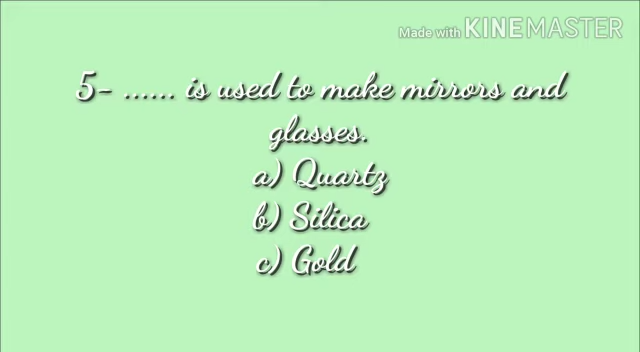 Made with KINEMASTER
5- ...... is used to make mirrors and
glasses.
a) Quartz
b) Silica
c) Gold